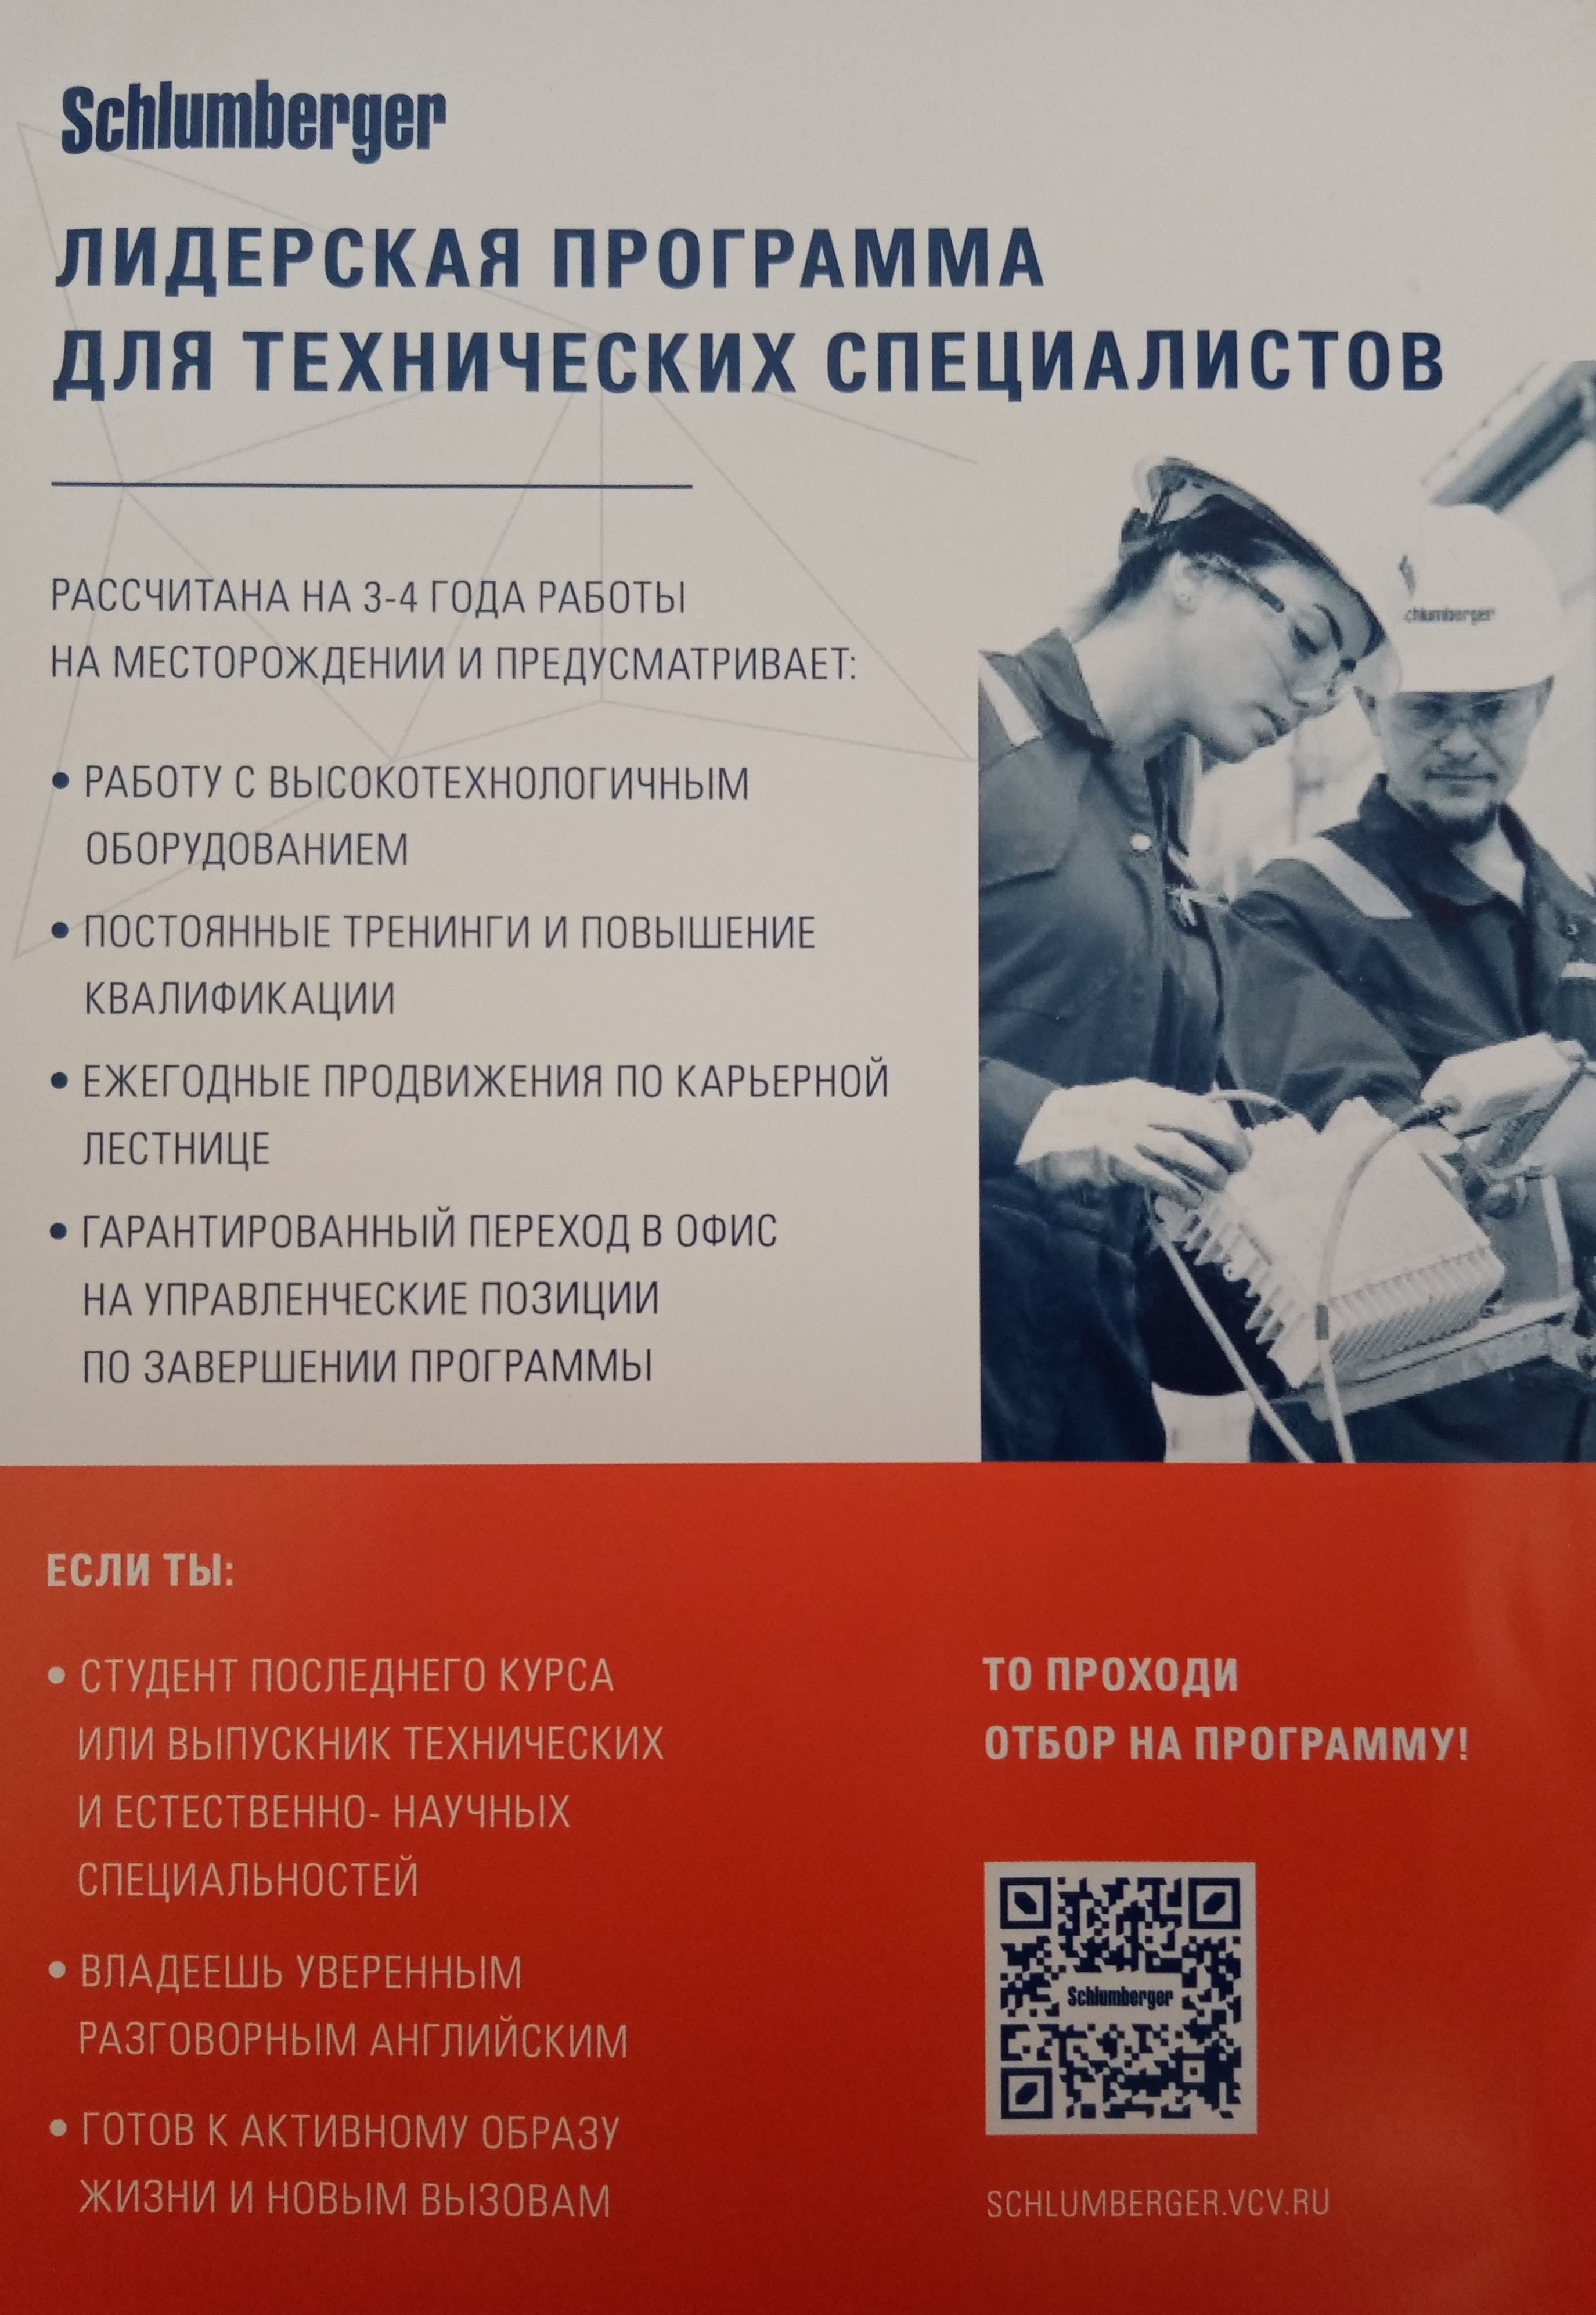 Schlumberger
ЛИДЕРСКАЯ ПРОГРАММА
ДЛЯ ТЕХНИЧЕСКИХ СПЕЦИАЛИСТОВ
РАССЧИТАНА НА 3-4 ГОДА РАБОТЫ
НА МЕСТОРОЖДЕНИИ И ПРЕДУСМАТРИВАЕТ:
• РАБОТУ С ВЫСОКОТЕХНОЛОГИЧНЫМ
ОБОРУДОВАНИЕМ
• ПОСТОЯННЫЕ ТРЕНИНГИ И ПОВЫШЕНИЕ
КВАЛИФИКАЦИИ
• ЕЖЕГОДНЫЕ ПРОДВИЖЕНИЯ ПО КАРЬЕРНОЙ
ЛЕСТНИЦЕ
• ГАРАНТИРОВАННЫЙ ПЕРЕХОД В ОФИС
НА УПРАВЛЕНЧЕСКИЕ ПОЗИЦИИ
ПО ЗАВЕРШЕНИИ ПРОГРАММЫ
chlumberger
ЕСЛИ ТЫ:
• СТУДЕНТ ПОСЛЕДНЕГО КУРСА
ИЛИ ВЫПУСКНИК ТЕХНИЧЕСКИХ
И ЕСТЕСТВЕННО- НАУЧНЫХ
СПЕЦИАЛЬНОСТЕЙ
• ВЛАДЕЕШЬ УВЕРЕННЫМ
РАЗГОВОРНЫМ АНГЛИЙСКИМ
• ГОТОВ К АКТИВНОМУ ОБРАЗУ
ЖИЗНИ И НОВЫМ ВЫЗОВАМ
ТО ПРОХОДИ
ОТБОР НА ПРОГРАММУ!
Schlumberger
SCHLUMBERGER.VCV.RU